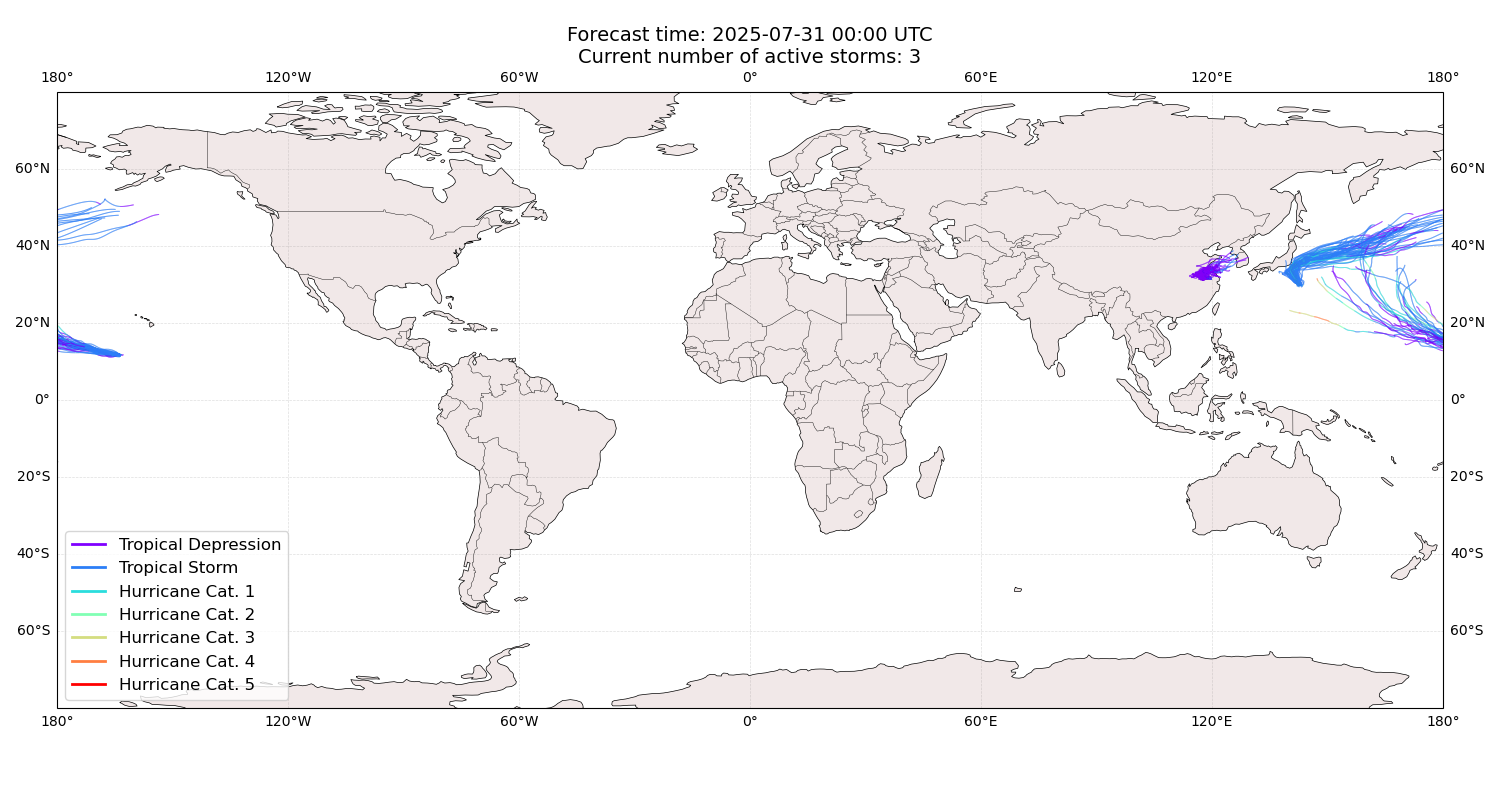 Forecast time: 2025-07-31 00:00 UTC
Current number of active storms: 3
180° 120°W 60°W 0° 60°E 120°E 180°
60°N 60°N
40°N 40°N
20°N 20°N
0° 0°
20°S 20°S
40°S 40°S
60°S 60°S
Tropical Depression
Tropical Storm
Hurricane Cat. 1
Hurricane Cat. 2
Hurricane Cat. 3
Hurricane Cat. 4
Hurricane Cat. 5
180° 120°W 60°W 0° 60°E 120°E 180°